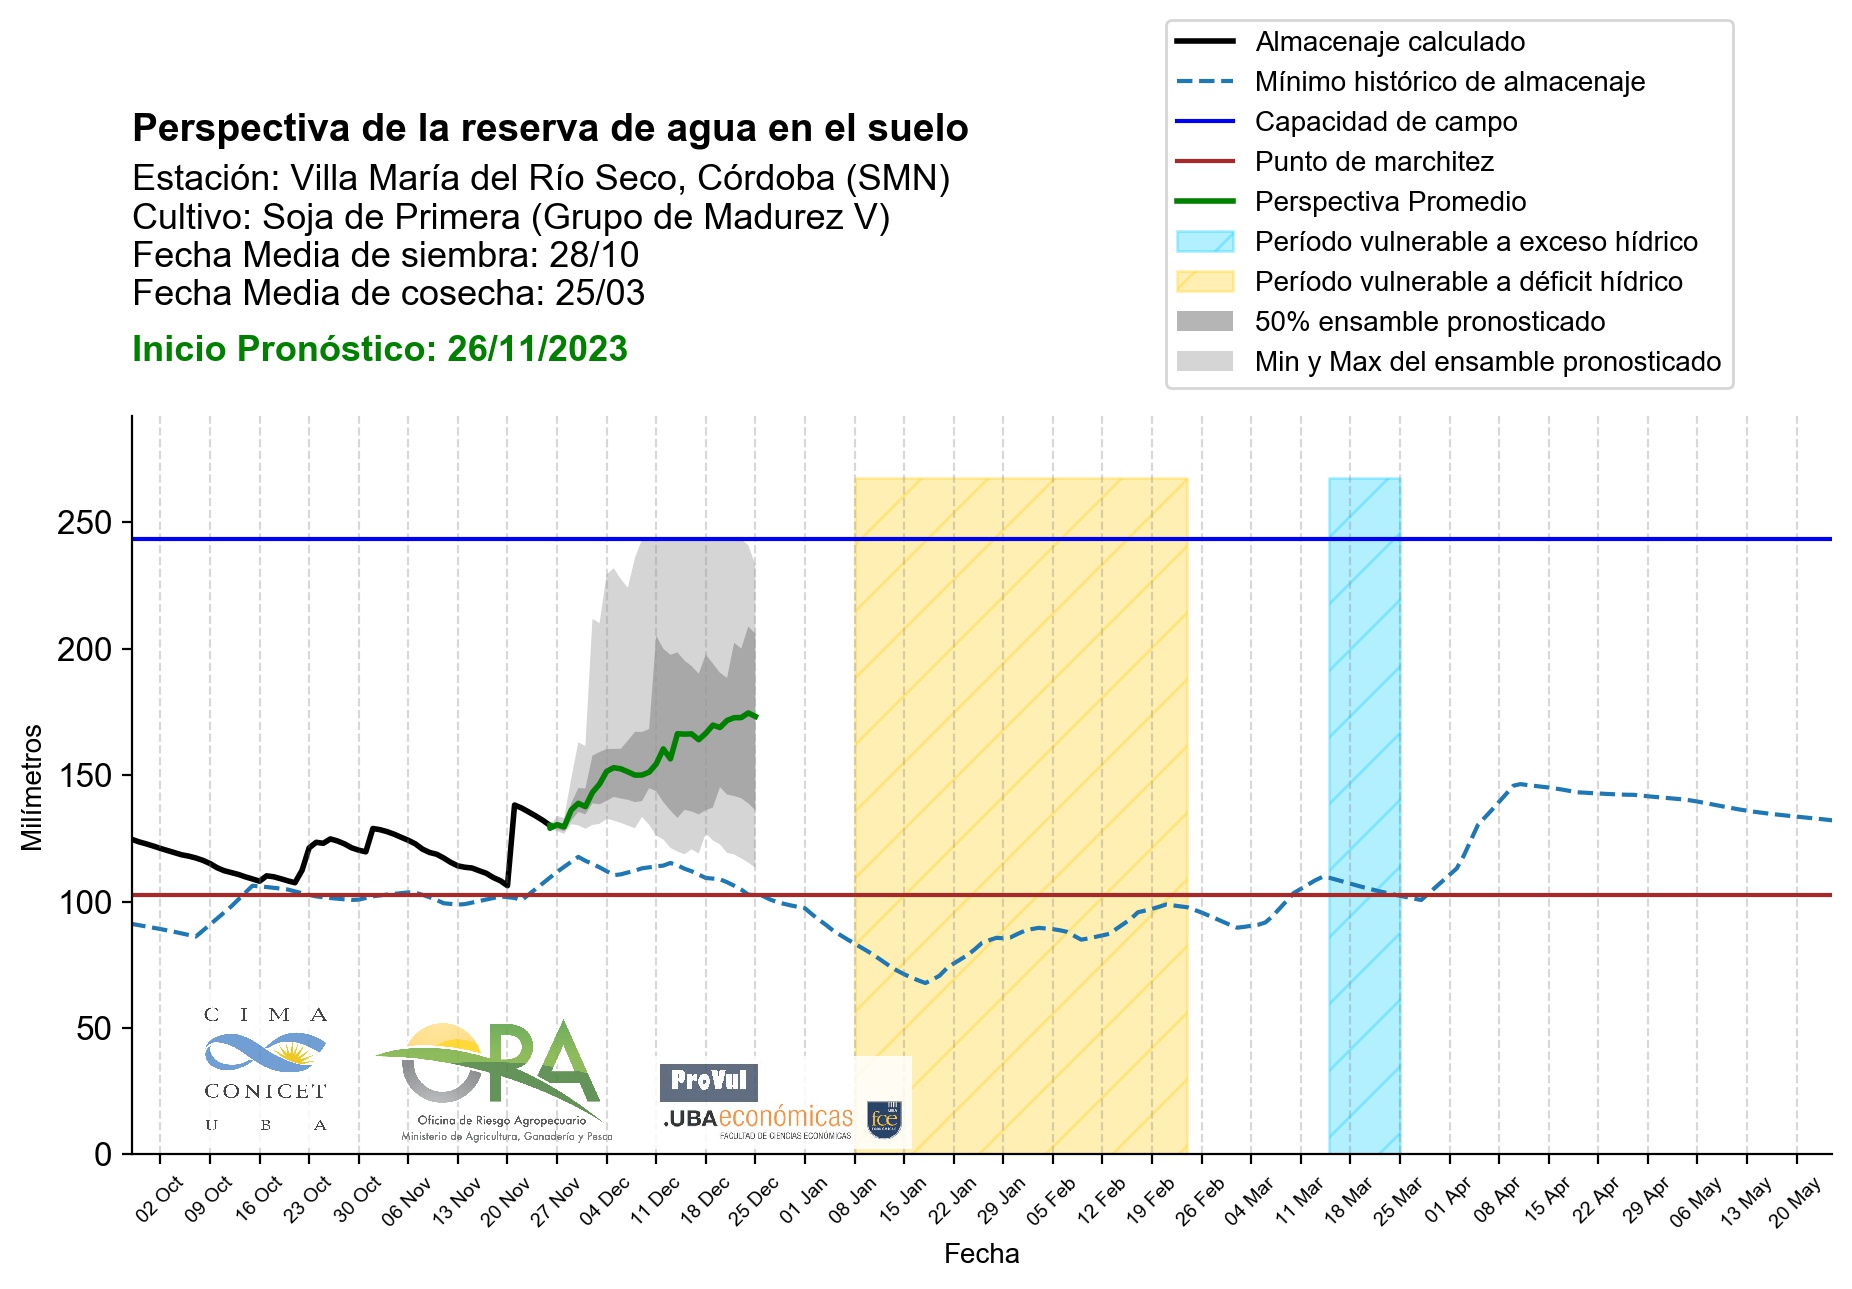 Almacenaje calculado
Mínimo histórico de almacenaje
Capacidad de campo
Punto de marchitez
Perspectiva Promedio
Período vulnerable a exceso hídrico
Período vulnerable a déficit hídrico
50% ensamble pronosticado
Min y Max del ensamble pronosticado
Perspectiva de la reserva de agua en el suelo
Estación: Villa María del Río Seco, Córdoba (SMN)
Cultivo: Soja de Primera (Grupo de Madurez V)
Fecha Media de siembra: 28/10
Fecha Media de cosecha: 25/03
Inicio Pronóstico: 26/11/2023
250
200
150
100
50
0
Milímetros
CIMA
CONICET
UBA
ORA
Oficina de Riesgo Agropecuario
Ministerio de Agricultura, Ganadería y Pesca
ProVul
.UBAeconómicas
FACULTAD DE CIENCIAS ECONÓMICAS
fce
02 Oct
09 Oct
16 Oct
23 Oct
30 Oct
06 Nov
13 Nov
20 Nov
27 Nov
04 Dec
11 Dec
18 Dec
25 Dec
01 Jan
08 Jan
15 Jan
22 Jan
29 Jan
05 Feb
12 Feb
19 Feb
26 Feb
04 Mar
11 Mar
18 Mar
25 Mar
01 Apr
08 Apr
15 Apr
22 Apr
29 Apr
06 May
13 May
20 May
Fecha